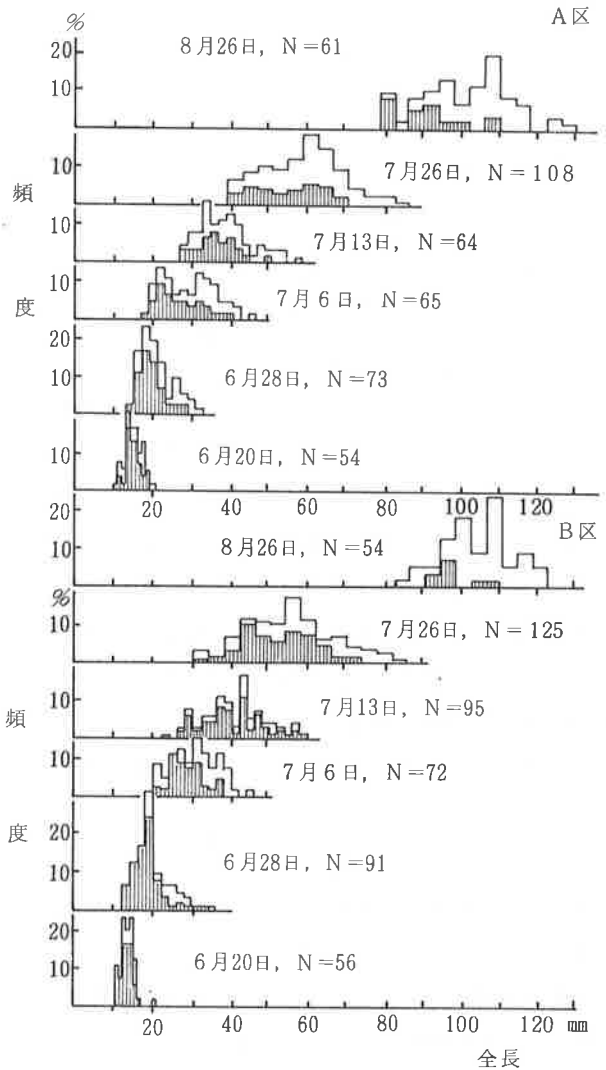 % A区
20
10
8月26日, N=61
10
7月26日, N=108
頻
10
7月13日, N=64
10
7月6日, N=65
度
20
10
6月28日, N=73
10
6月20日, N=54
20 40 60 80 100 120
B区
20
10
8月26日, N=54
%
10
7月26日, N=125
10
7月13日, N=95
頻
10
7月6日, N=72
度
20
10
6月28日, N=91
20
10
6月20日, N=56
20 40 60 80 100 120 mm
全長